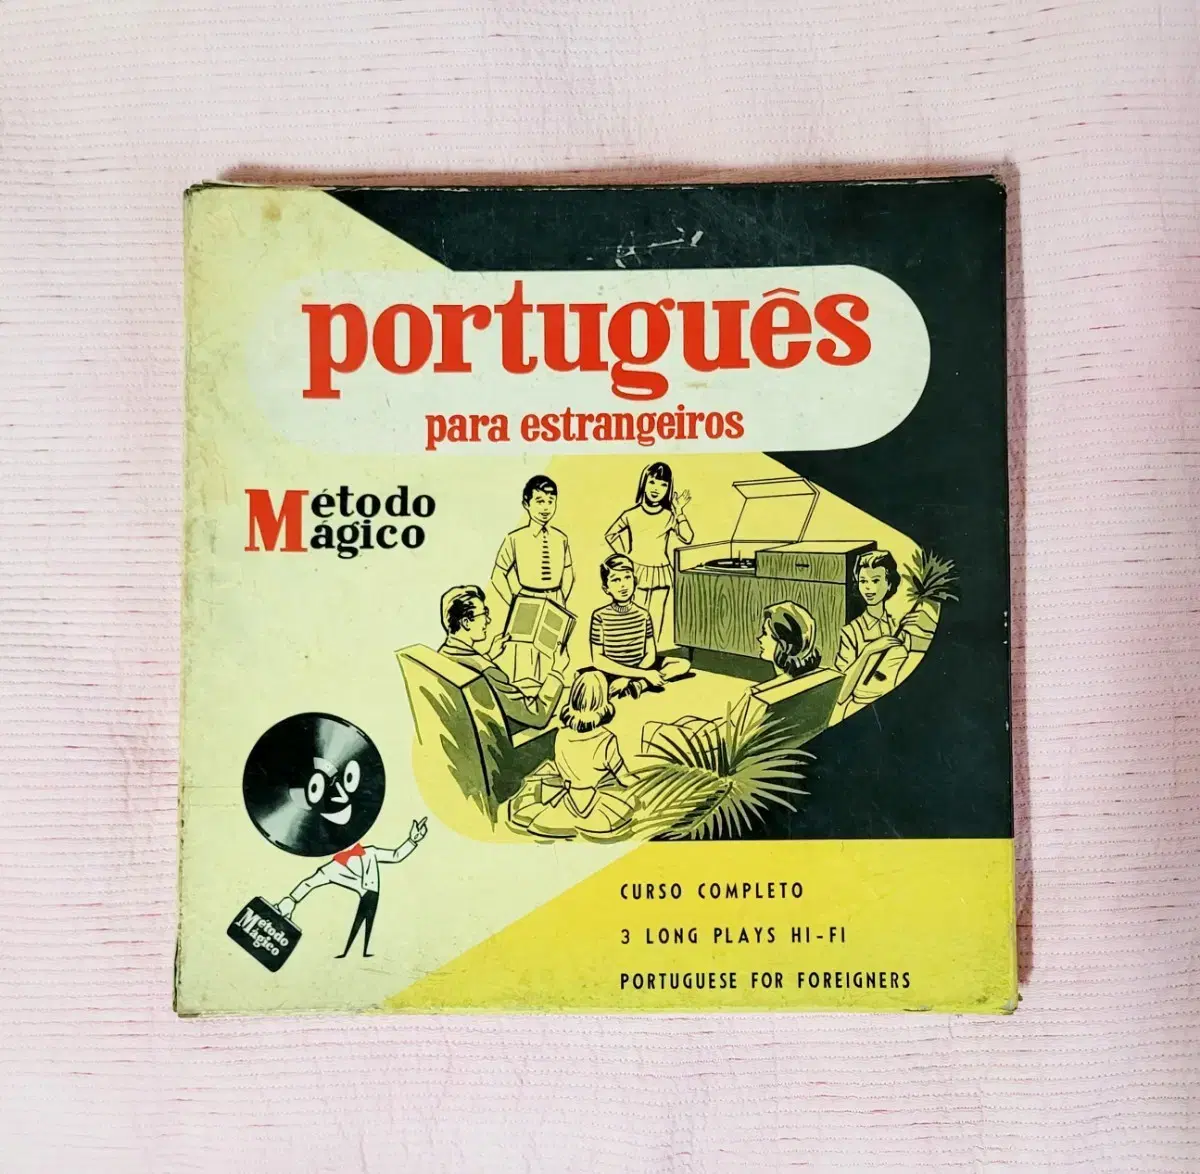 português
para estrangeiros
Método
Mágico
Método
Mágico
CURSO COMPLETO
3 LONG PLAYS HI-FI
PORTUGUESE FOR FOREIGNERS